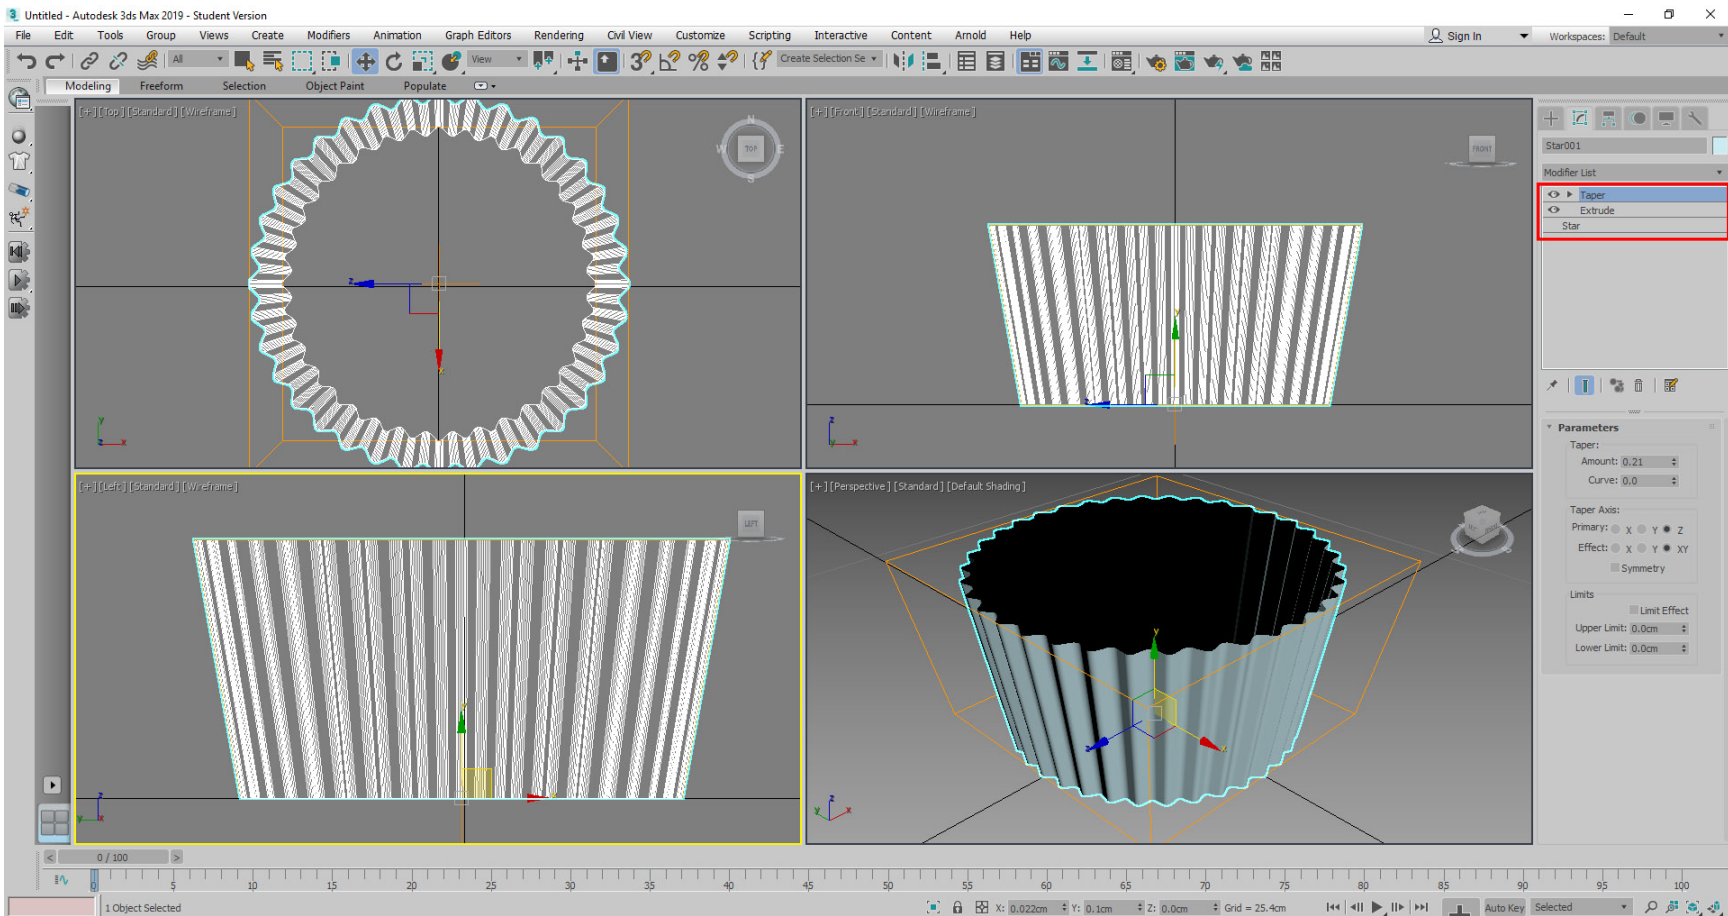 Untitled - Autodesk 3ds Max 2019 - Student Version
File Edit Tools Group Views Create Modifiers Animation Graph Editors Rendering Civil View Customize Scripting Interactive Content Arnold Help
Sign In Workspaces: Default
All View Create Selection Se
Modeling Freeform Selection Object Paint Populate
[+] [Top] [Standard] [Wireframe]
N
W TOP E
S
z
x
y
z x
[+] [Front] [Standard] [Wireframe]
FRONT
y
z
z
y x
Star001
Modifier List
Taper
Extrude
Star
Parameters
Taper:
Amount: 0.21
Curve: 0.0
Taper Axis:
Primary: X Y Z
Effect: X Y XY
Symmetry
Limits
Limit Effect
Upper Limit: 0.0cm
Lower Limit: 0.0cm
[+] [Left] [Standard] [Wireframe]
LEFT
y
x
z
y x
[+] [Perspective] [Standard] [Default Shading]
y
z x
z
y x
< 0 / 100 >
0 5 10 15 20 25 30 35 40 45 50 55 60 65 70 75 80 85 90 95 100
1 Object Selected X: 0.022cm Y: 0.1cm Z: 0.0cm Grid = 25.4cm Auto Key Selected